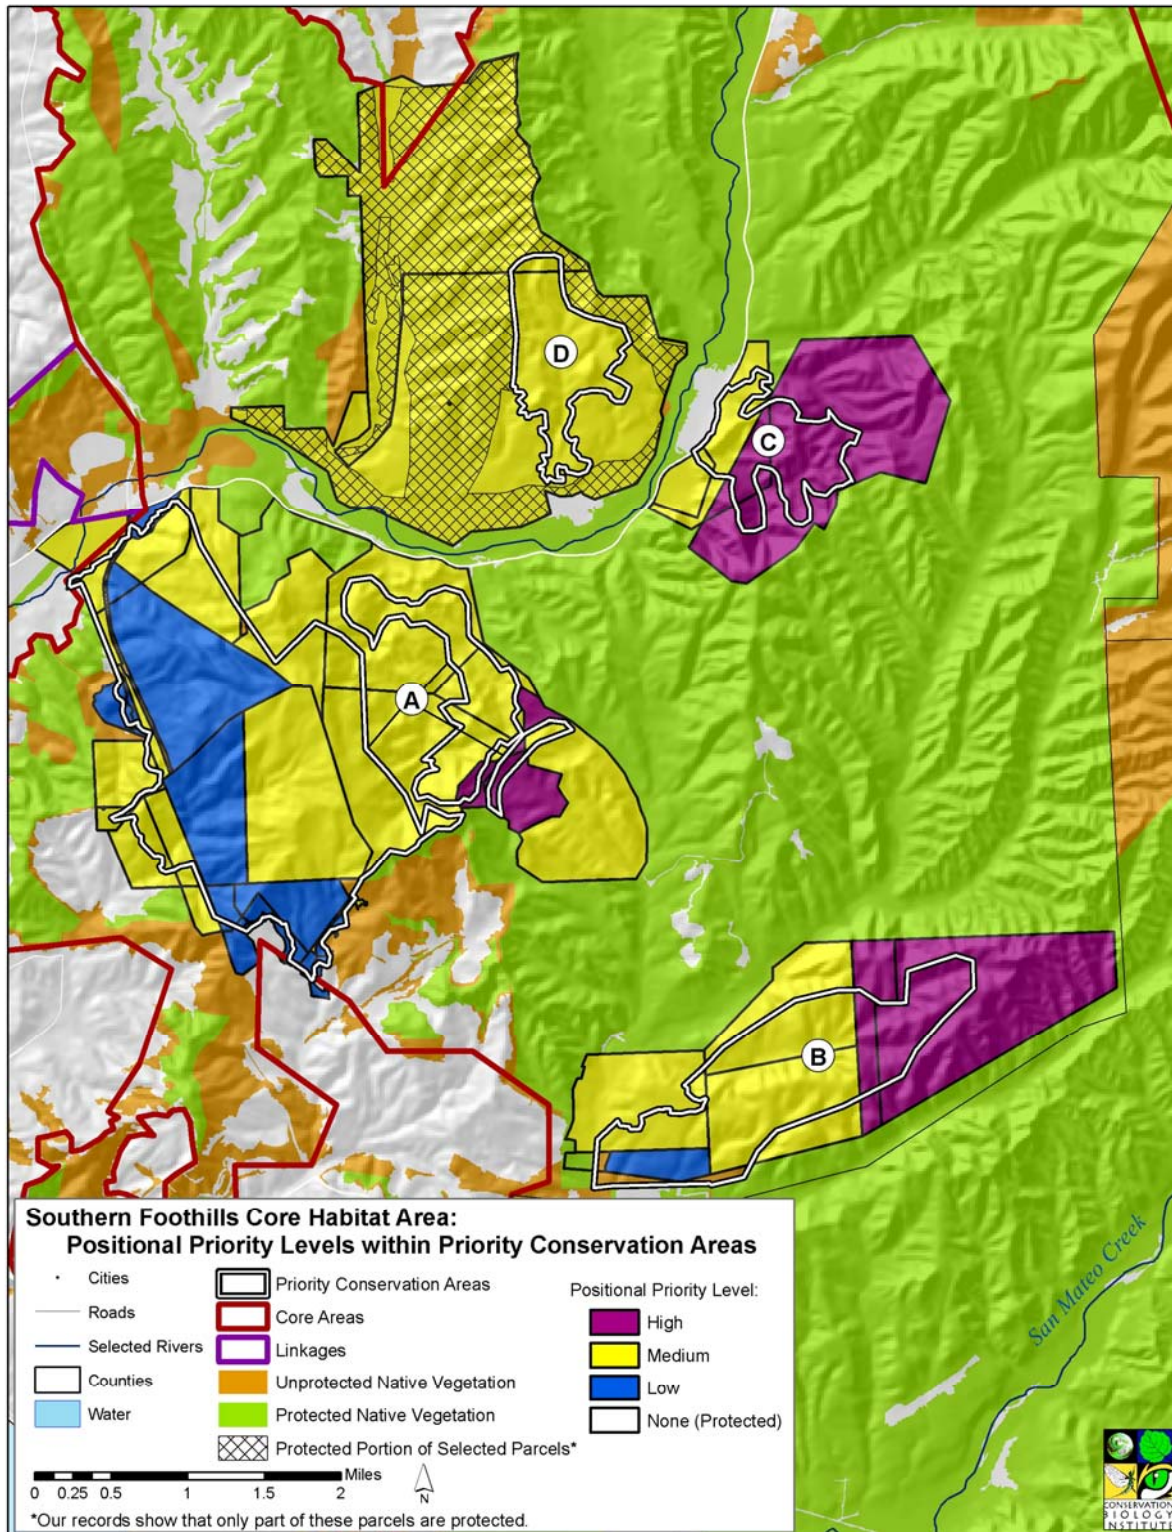 D
C
A
B
San Mateo Creek
Southern Foothills Core Habitat Area:
Positional Priority Levels within Priority Conservation Areas
Cities
Roads
Selected Rivers
Counties
Water
Priority Conservation Areas
Core Areas
Linkages
Unprotected Native Vegetation
Protected Native Vegetation
Protected Portion of Selected Parcels*
Positional Priority Level:
High
Medium
Low
None (Protected)
Miles
0 0.25 0.5 1 1.5 2
N
*Our records show that only part of these parcels are protected.
CONSERVATION
BIOLOGY
INSTITUTE